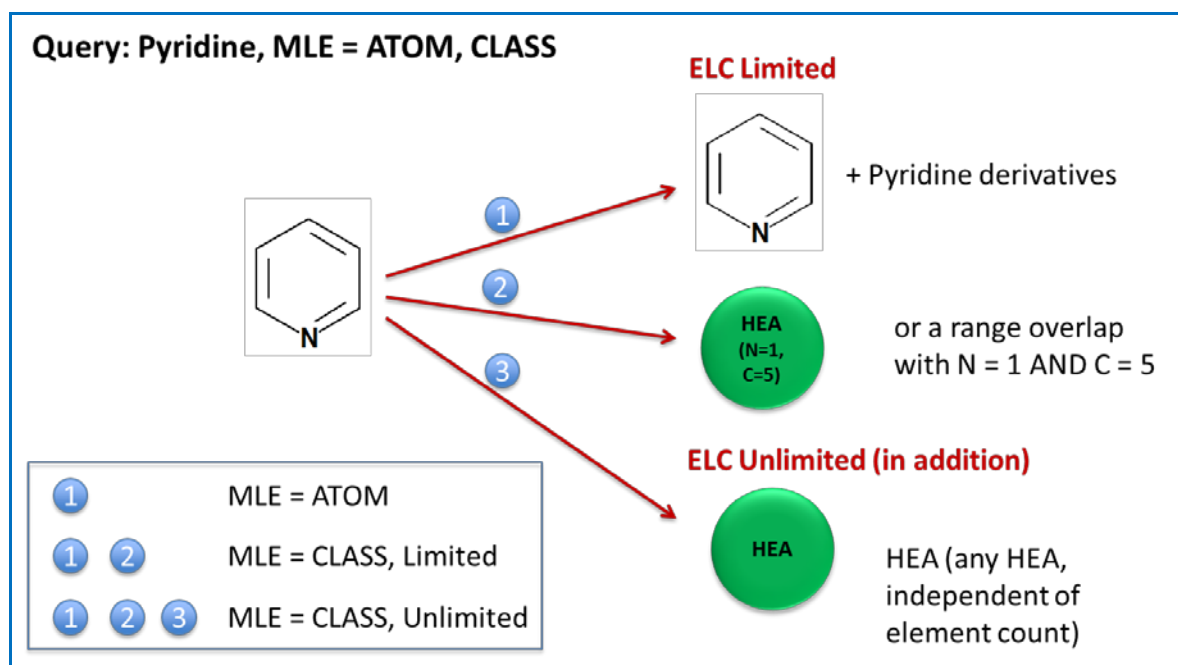 Query: Pyridine, MLE = ATOM, CLASS
ELC Limited
N
+ Pyridine derivatives
1
N
2
HEA
(N=1,
C=5)
or a range overlap
with N = 1 AND C = 5
3
ELC Unlimited (in addition)
HEA
HEA (any HEA,
independent of
element count)
1 MLE = ATOM
1 2 MLE = CLASS, Limited
1 2 3 MLE = CLASS, Unlimited